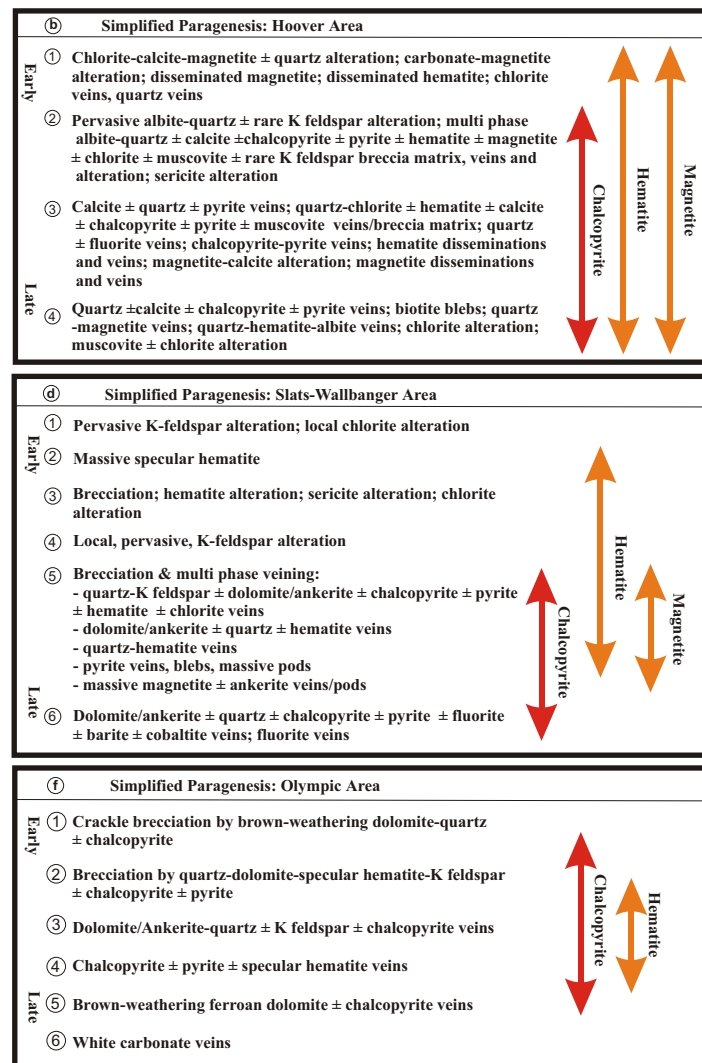 b Simplified Paragenesis: Hoover Area
Early
① Chlorite-calcite-magnetite ± quartz alteration; carbonate-magnetite
alteration; disseminated magnetite; disseminated hematite; chlorite
veins, quartz veins
② Pervasive albite-quartz ± rare K feldspar alteration; multi phase
albite-quartz ± calcite ±chalcopyrite ± pyrite ± hematite ± magnetite
± chlorite ± muscovite ± rare K feldspar breccia matrix, veins and
alteration; sericite alteration
③ Calcite ± quartz ± pyrite veins; quartz-chlorite ± hematite ± calcite
± chalcopyrite ± pyrite ± muscovite veins/breccia matrix; quartz
± fluorite veins; chalcopyrite-pyrite veins; hematite disseminations
and veins; magnetite-calcite alteration; magnetite disseminations
and veins
Late
④ Quartz ±calcite ± chalcopyrite ± pyrite veins; biotite blebs; quartz
-magnetite veins; quartz-hematite-albite veins; chlorite alteration;
muscovite ± chlorite alteration
Chalcopyrite
Hematite
Magnetite
d Simplified Paragenesis: Slats-Wallbanger Area
Early
① Pervasive K-feldspar alteration; local chlorite alteration
② Massive specular hematite
③ Brecciation; hematite alteration; sericite alteration; chlorite
alteration
④ Local, pervasive, K-feldspar alteration
⑤ Brecciation & multi phase veining:
- quartz-K feldspar ± dolomite/ankerite ± chalcopyrite ± pyrite
± hematite ± chlorite veins
- dolomite/ankerite ± quartz ± hematite veins
- quartz-hematite veins
- pyrite veins, blebs, massive pods
- massive magnetite ± ankerite veins/pods
Late
⑥ Dolomite/ankerite ± quartz ± chalcopyrite ± pyrite ± fluorite
± barite ± cobaltite veins; fluorite veins
Chalcopyrite
Hematite
Magnetite
f Simplified Paragenesis: Olympic Area
Early
① Crackle brecciation by brown-weathering dolomite-quartz
± chalcopyrite
② Brecciation by quartz-dolomite-specular hematite-K feldspar
± chalcopyrite ± pyrite
③ Dolomite/Ankerite-quartz ± K feldspar ± chalcopyrite veins
④ Chalcopyrite ± pyrite ± specular hematite veins
Late
⑤ Brown-weathering ferroan dolomite ± chalcopyrite veins
⑥ White carbonate veins
Chalcopyrite
Hematite